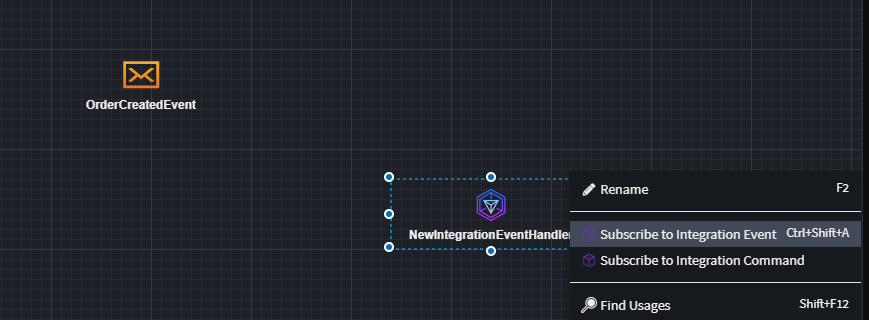 OrderCreatedEvent
NewIntegrationEventHandler
Rename F2
Subscribe to Integration Event Ctrl+Shift+A
Subscribe to Integration Command
Find Usages Shift+F12